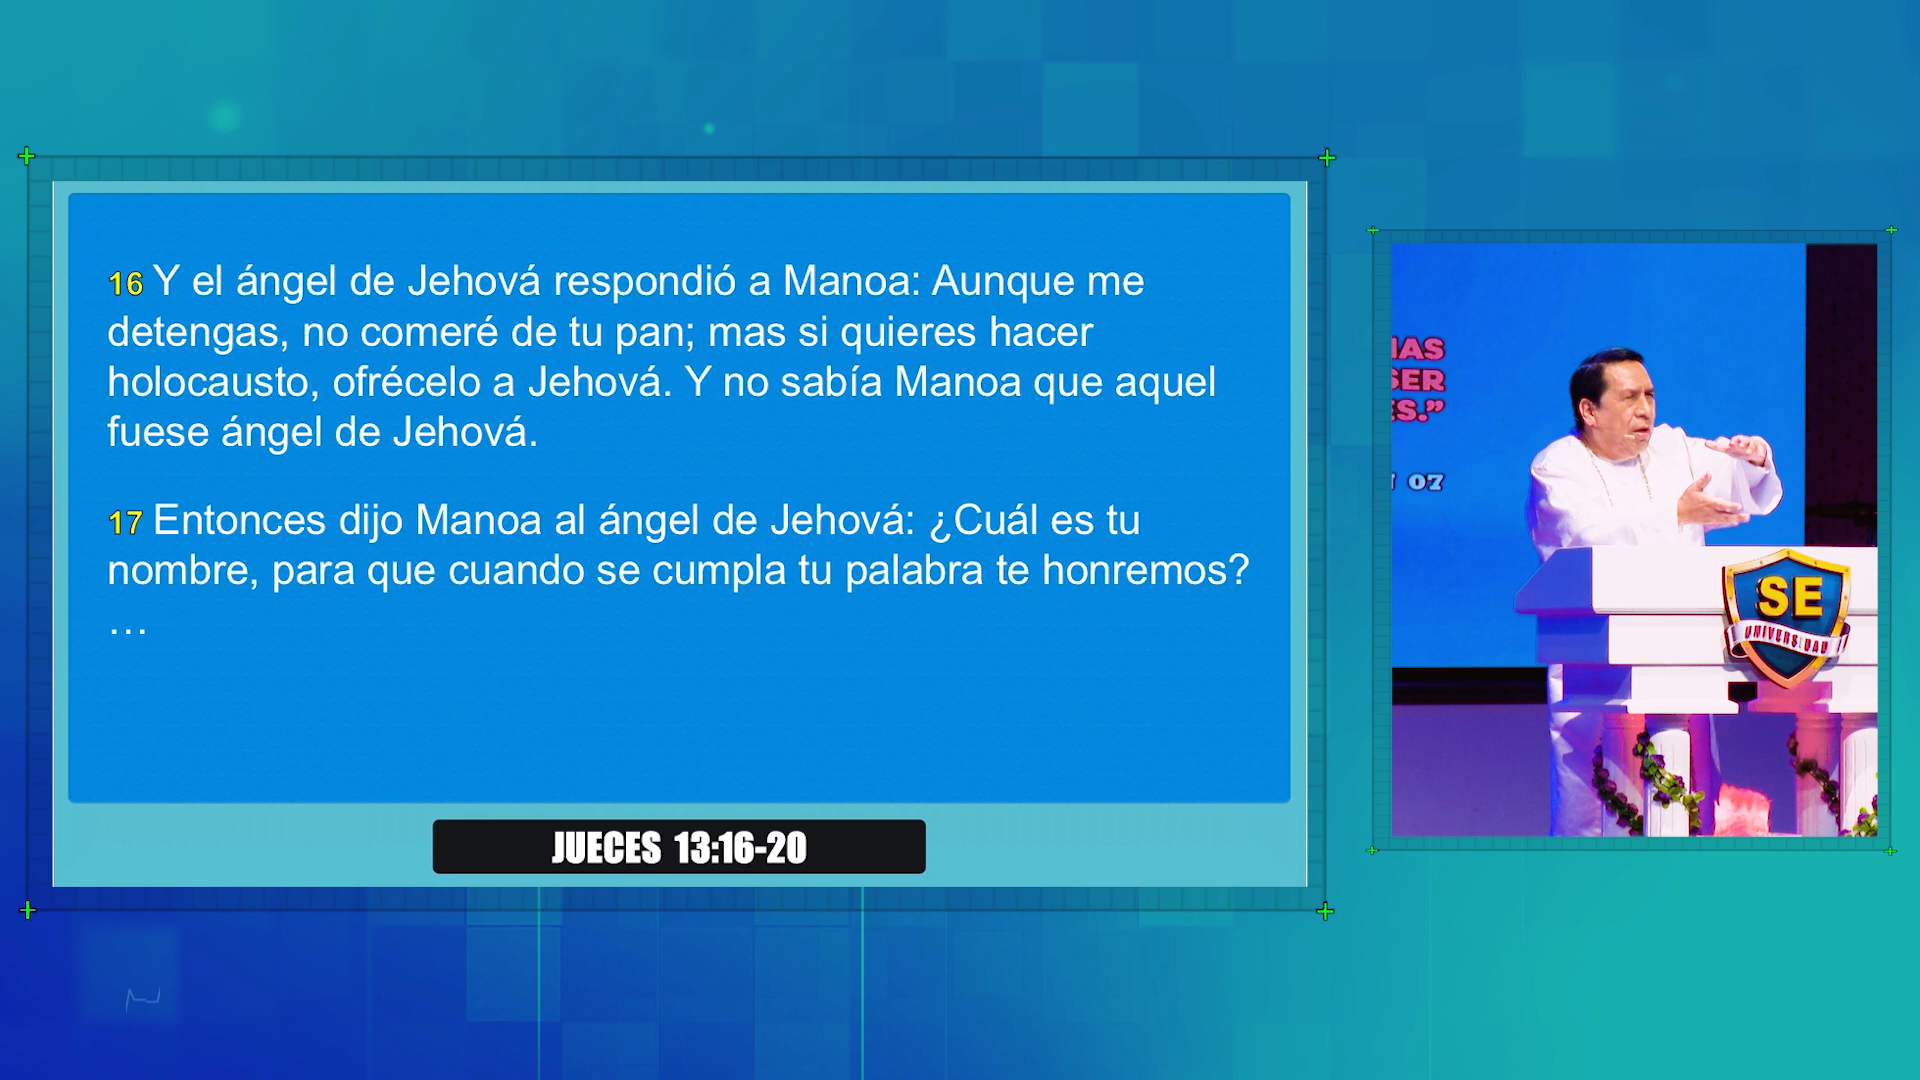 16 Y el ángel de Jehová respondió a Manoa: Aunque me
detengas, no comeré de tu pan; mas si quieres hacer
holocausto, ofrécelo a Jehová. Y no sabía Manoa que aquel
fuese ángel de Jehová.
17 Entonces dijo Manoa al ángel de Jehová: ¿Cuál es tu
nombre, para que cuando se cumpla tu palabra te honremos?
…
JUECES 13:16-20
SER
07
SE
UNIVERSIDAD